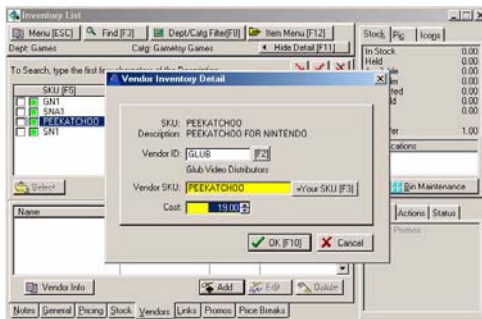 Inventory List
Menu [ESC] Find [F3] Dept/Catg Filter[F8] Item Menu [F12]
Dept: Games Catg: Gametoy Games Hide Detail [F11]
To Search, type the first
SKU [F5]
GN1
SNA1
PEEKATCHOO
SN1
Select
Stock Pic Icons
In Stock 0.00
Held 0.00
0.00
0.00
0.00
0.00
1.00
Bin Maintenance
Vendor Inventory Detail
SKU: PEEKATCHOO
Description: PEEKATCHOO FOR NINTENDO
Vendor ID: GLUB [F2]
Glub Video Distributors
Vendor SKU: PEEKATCHOO =Your SKU [F3]
Cost: 19.00
OK [F10] Cancel
Name
Actions Status
Promos:
Vendor Info Add Edit Delete
Notes General Pricing Stock Vendors Links Promos Price Breaks